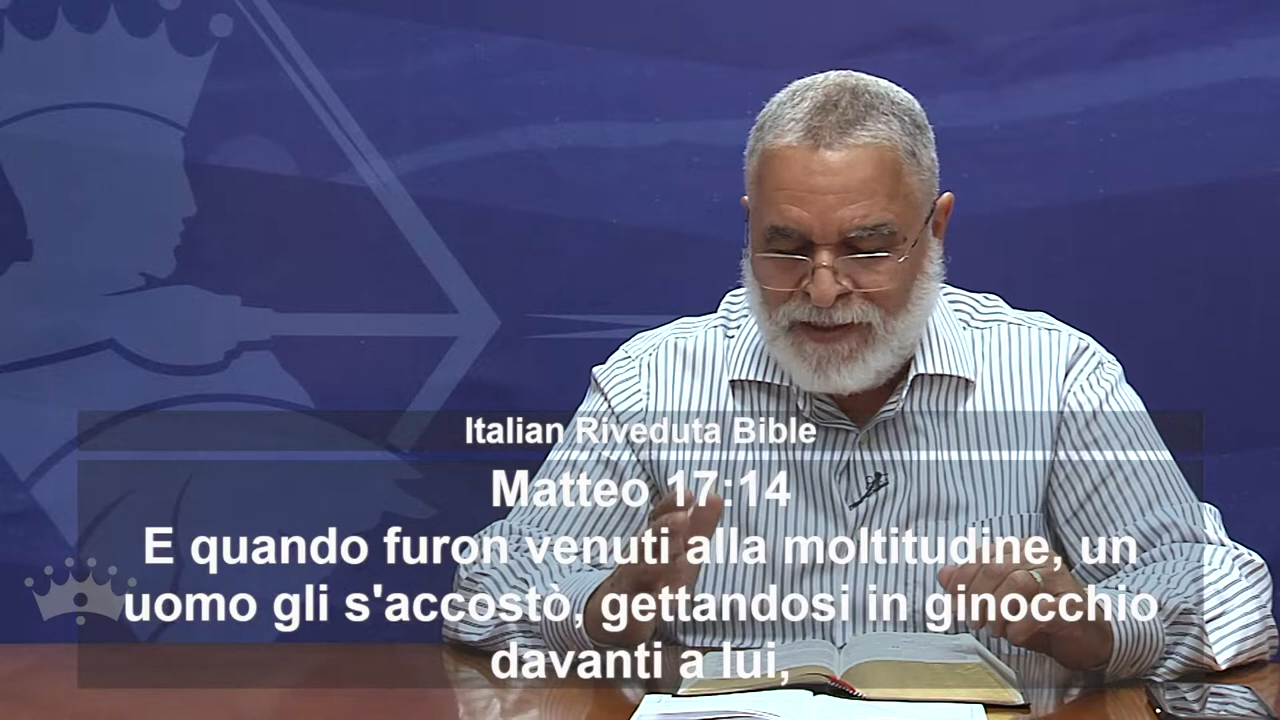 Italian Riveduta Bible
Matteo 17:14
E quando furon venuti alla moltitudine, un
uomo gli s'accostò, gettandosi in ginocchio
davanti a lui,